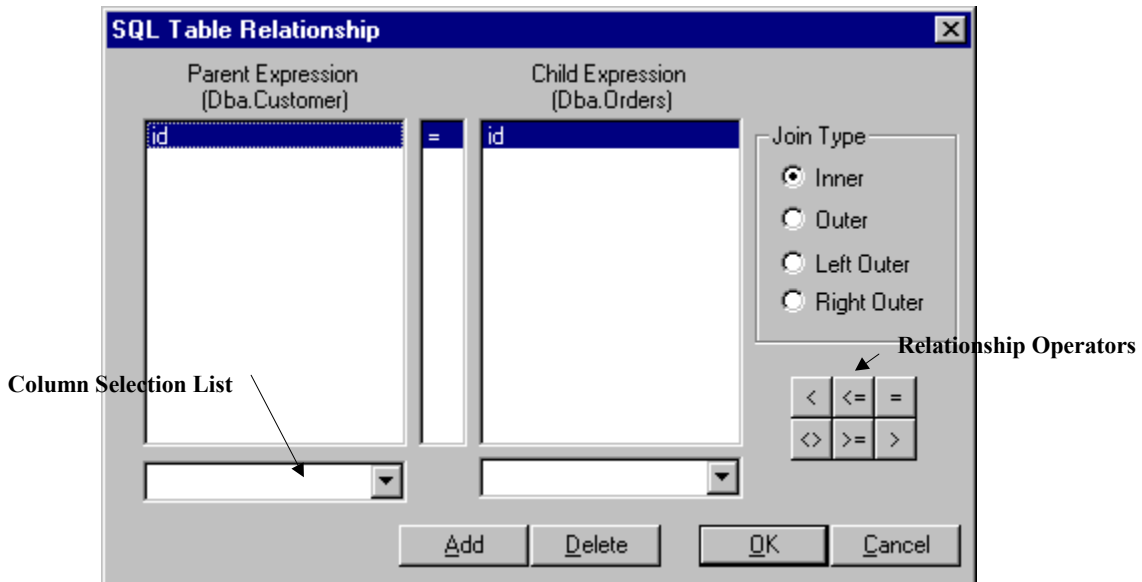 SQL Table Relationship
Parent Expression
(Dba.Customer)
Child Expression
(Dba.Orders)
id
=
id
Join Type
Inner
Outer
Left Outer
Right Outer
Relationship Operators
Column Selection List
< <= =
<> >= >
Add Delete OK Cancel